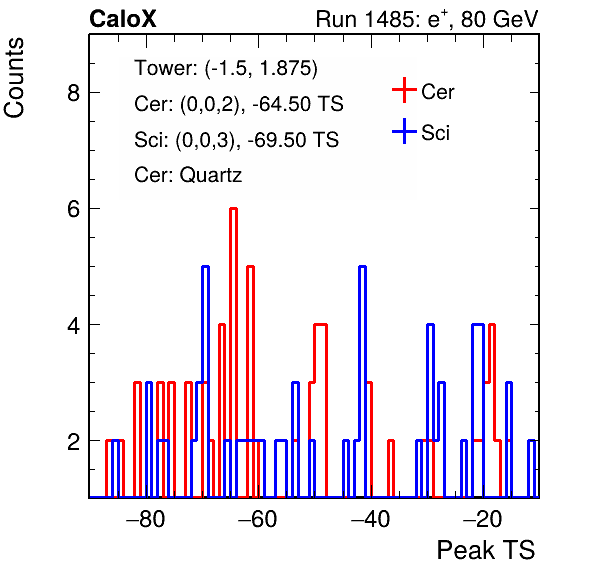 CaloX Run 1485: e⁺, 80 GeV
Counts
Tower: (-1.5, 1.875)
Cer: (0,0,2), -64.50 TS
Sci: (0,0,3), -69.50 TS
Cer: Quartz
Cer
Sci
8
6
4
2
−80 −60 −40 −20
Peak TS